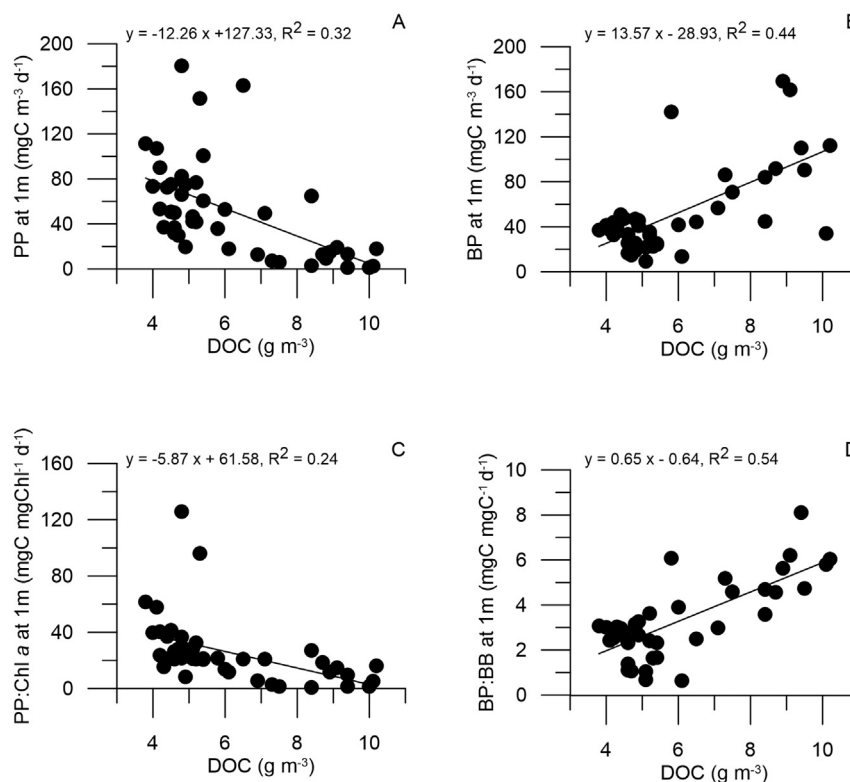 A
y = -12.26 x +127.33, R² = 0.32
PP at 1m (mgC m⁻³ d⁻¹)
200
160
120
80
40
0
4 6 8 10
DOC (g m⁻³)
y = 13.57 x - 28.93, R² = 0.44
BP at 1m (mgC m⁻³ d⁻¹)
200
160
120
80
40
0
4 6 8 10
DOC (g m⁻³)
C
y = -5.87 x + 61.58, R² = 0.24
PP:Chl a at 1m (mgC mgChl⁻¹ d⁻¹)
160
120
80
40
0
4 6 8 10
DOC (g m⁻³)
y = 0.65 x - 0.64, R² = 0.54
BP:BB at 1m (mgC mgC⁻¹ d⁻¹)
10
8
6
4
2
0
4 6 8 10
DOC (g m⁻³)